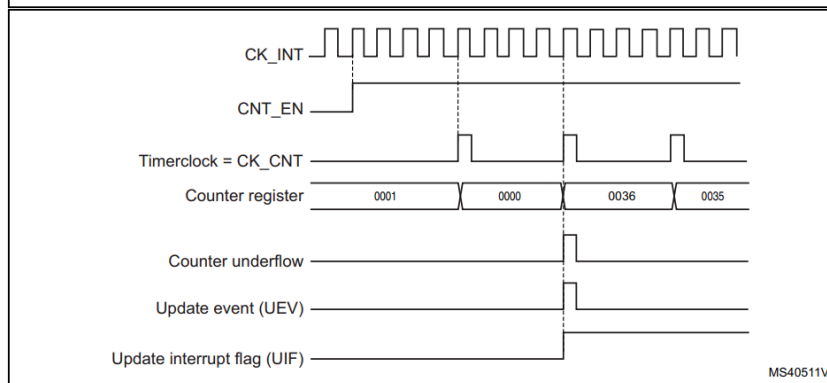 CK_INT
CNT_EN
Timerclock = CK_CNT
Counter register 0001 0000 0036 0035
Counter underflow
Update event (UEV)
Update interrupt flag (UIF)
MS40511V